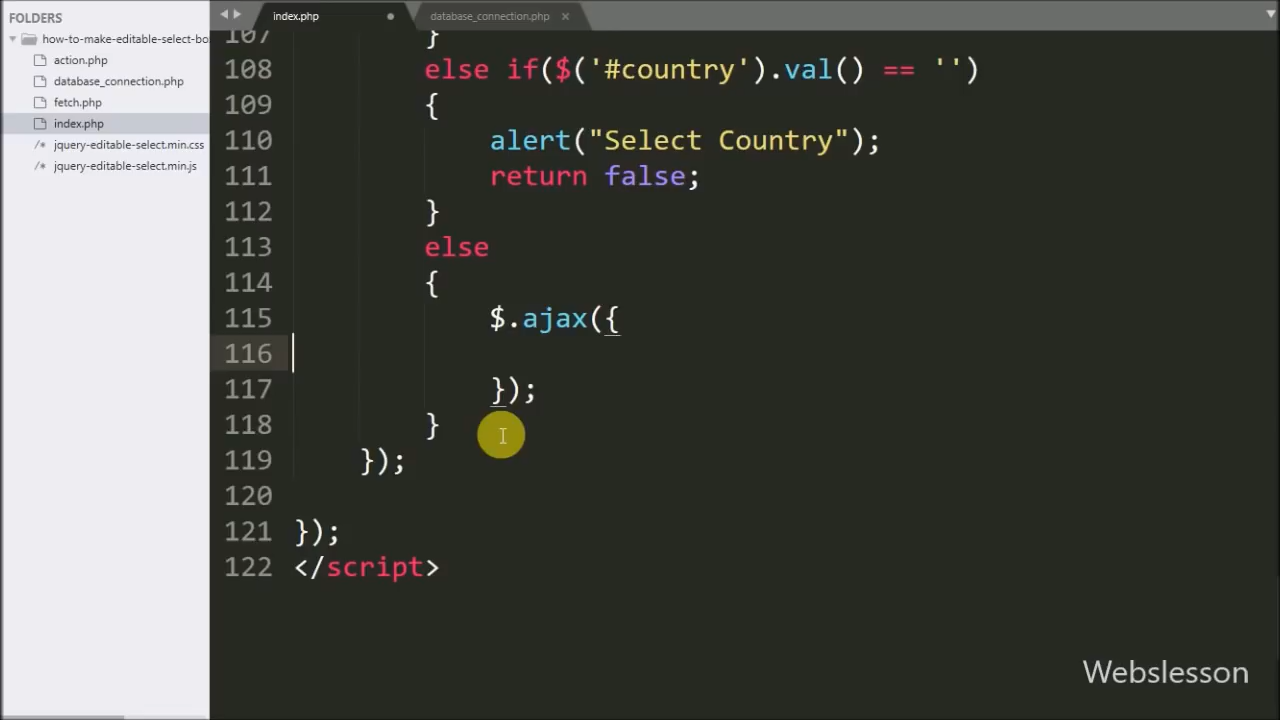 FOLDERS
how-to-make-editable-select-bo
action.php
database_connection.php
fetch.php
index.php
/* jquery-editable-select.min.css
/* jquery-editable-select.min.js
index.php
database_connection.php ×
107 }
108 else if($('#country').val() == '')
109 {
110 alert("Select Country");
111 return false;
112 }
113 else
114 {
115 $.ajax({
116
117 });
118 }
119 });
120
121 });
122 </script>
Webslesson